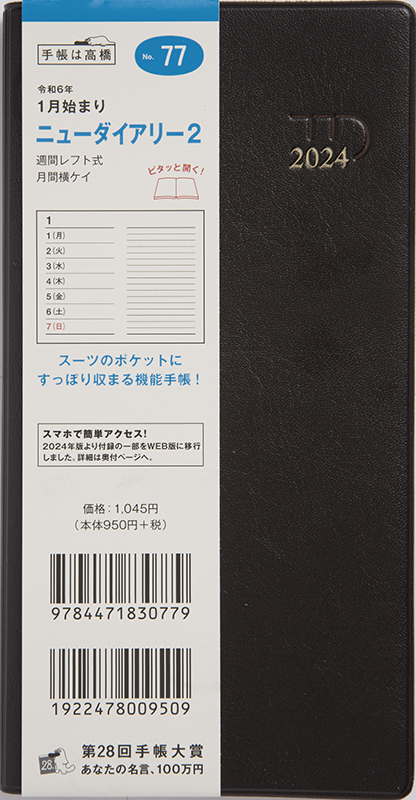 手帳は高橋
No. 77
令和6年
1月始まり
ニューダイアリー2
週間レフト式
月間横ケイ
ピタッと開く!
1
1(月)
2(火)
3(水)
4(木)
5(金)
6(土)
7(日)
スーツのポケットに
すっぽり収まる機能手帳!
スマホで簡単アクセス!
2024年版より付録の一部をWEB版に移行
しました。詳細は奥付ページへ。
価格:1,045円
(本体950円+税)
9784471830779
1922478009509
28
第28回手帳大賞
あなたの名言、100万円
TD
2024